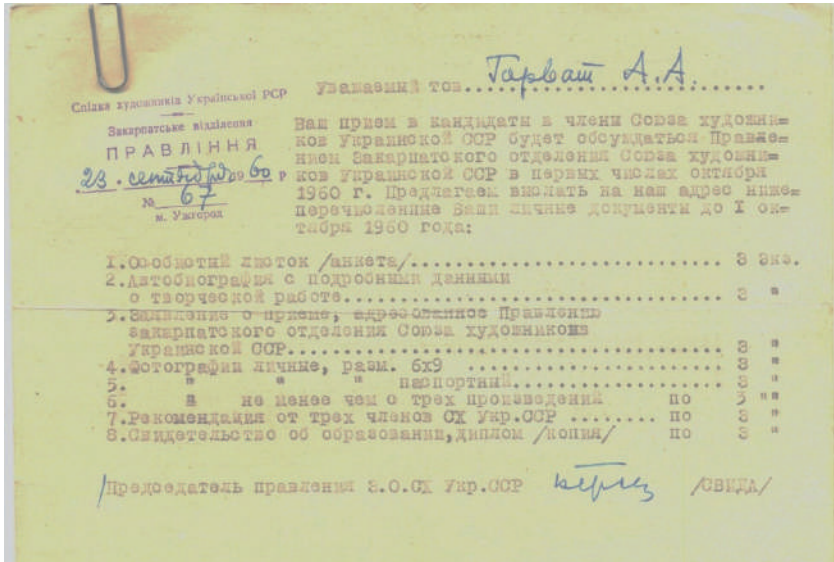 Спілка художників Української РСР
Закарпатське відділення
ПРАВЛІННЯ
23. сентября 1960 р
№ 67
м. Ужгород
Уважаемый тов. Горват А.А.
Ваш прием в кандидаты в члени Союза художни=
ков Украинской ССР будет обсуждаться Правле=
нием Закарпатского отделения Союза художни=
ков Украинской ССР в первых числах октября
1960 г. Предлагаем выслать на наш адрес ниже=
перечисленние Ваши личные документы до I ок=
тября 1960 года:
1.Особистий листок /анкета/.............................. 3 экз.
2.Автобиография с подробными данными
о творческой работе................................... 3 "
3.Заявление о приеме, адресованное Правлению
закарпатского отделения Союза художников
Украинской ССР........................................ 3 "
4.Фотографии личные, разм. 6х9 ......................... 3 "
5. " " " паспортний..................... 3 "
6. " не менее чем с трех произведений по 3 ""
7.Рекомендация от трех членов СХ Укр.ССР ........ по 3 "
8.Свидетельство об образовании,диплом /копия/ по 3 "
/Председатель правления З.О.СХ Укр.ССР /СВИДА/